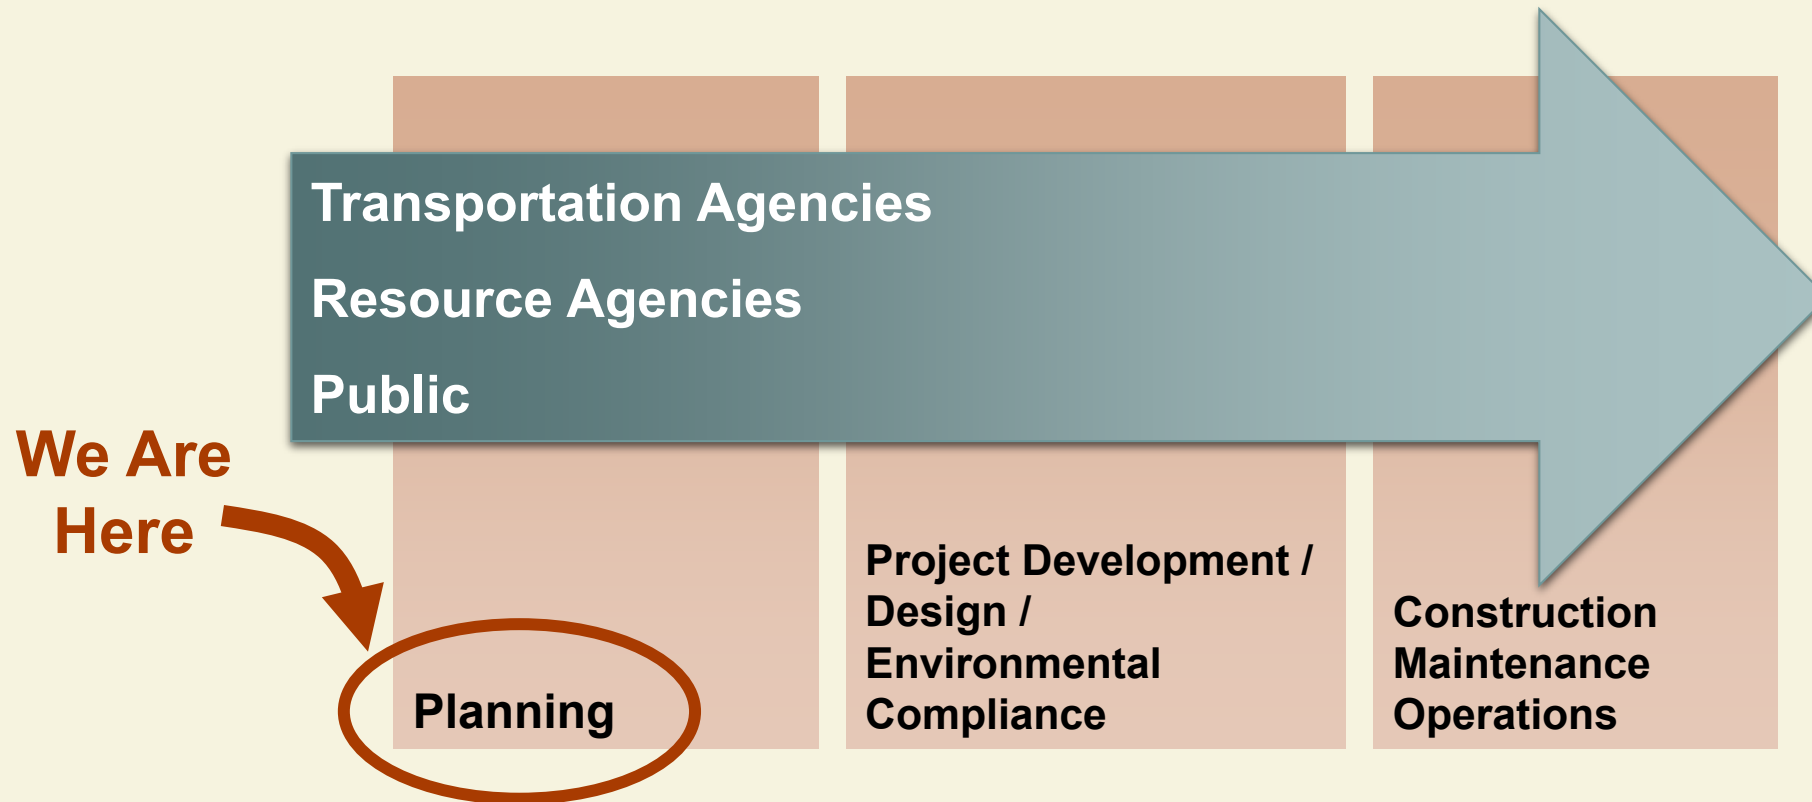 Transportation Agencies
Resource Agencies
Public
We Are
Here
Planning
Project Development /
Design /
Environmental
Compliance
Construction
Maintenance
Operations